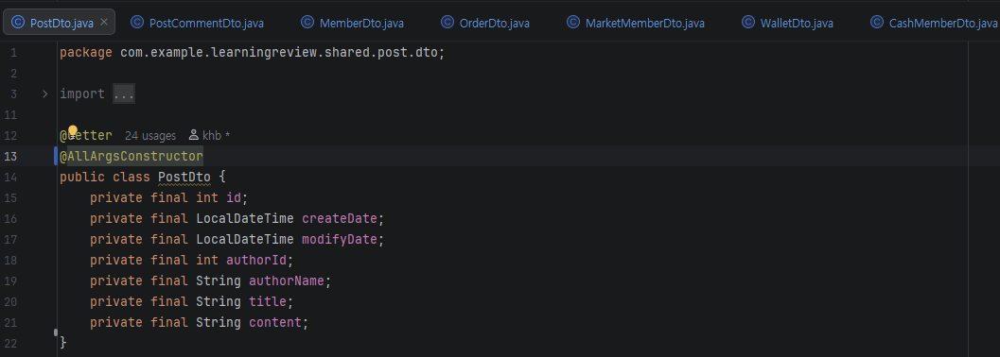 PostDto.java × PostCommentDto.java MemberDto.java OrderDto.java MarketMemberDto.java WalletDto.java CashMemberDto.java
1 package com.example.learningreview.shared.post.dto;
2
3 > import ...
11
12 @Getter 24 usages khb *
13 @AllArgsConstructor
14 public class PostDto {
15 private final int id;
16 private final LocalDateTime createDate;
17 private final LocalDateTime modifyDate;
18 private final int authorId;
19 private final String authorName;
20 private final String title;
21 private final String content;
22 }